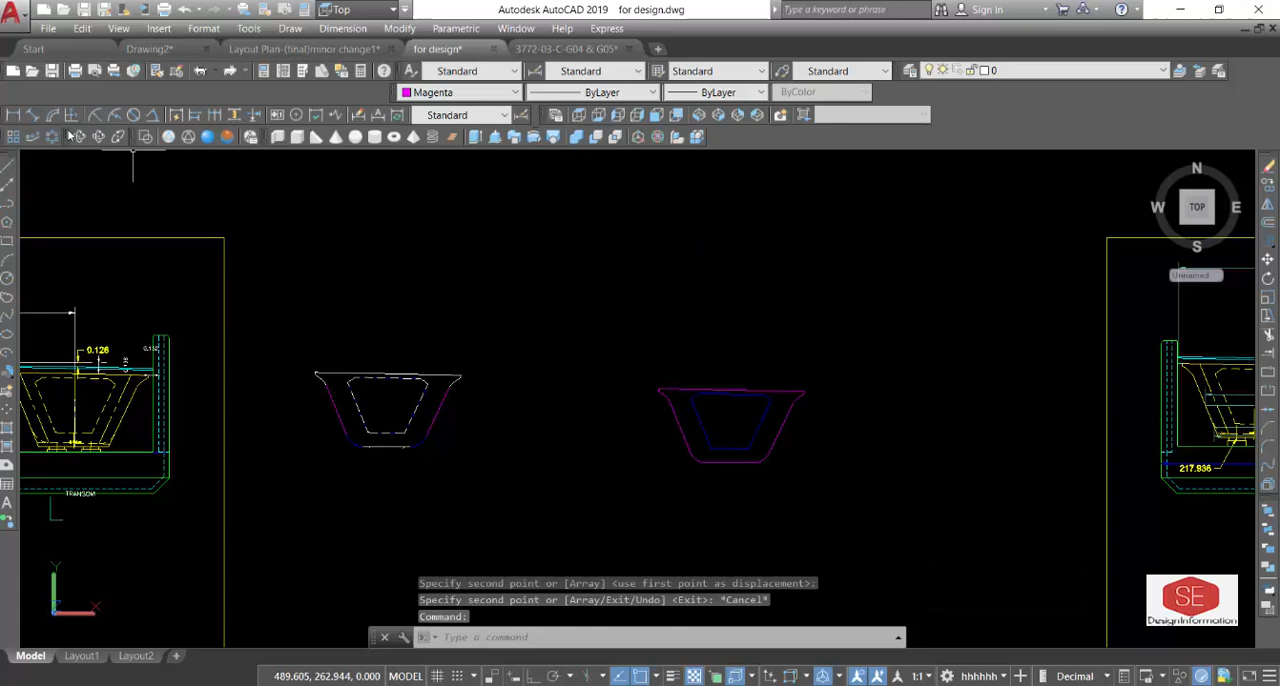 Top
Autodesk AutoCAD 2019 for design.dwg
Type a keyword or phrase
Sign In
File Edit View Insert Format Tools Draw Dimension Modify Parametric Window Help Express
Start Drawing2* Layout Plan-(final)minor change1* for design* 3772-03-C-G04 & G05*
Standard Standard Standard Standard 0
Magenta ByLayer ByLayer ByColor
Standard
N
W TOP E
S
Unnamed
0.126
217.936
Y
X
Specify second point or [Array] <use first point as displacement>:
Specify second point or [Array/Exit/Undo] <Exit>: *Cancel*
Command:
Type a command
SE
DesignInformation
Model Layout1 Layout2
489.605, 262.944, 0.000 MODEL 1:1 hhhhhh Decimal